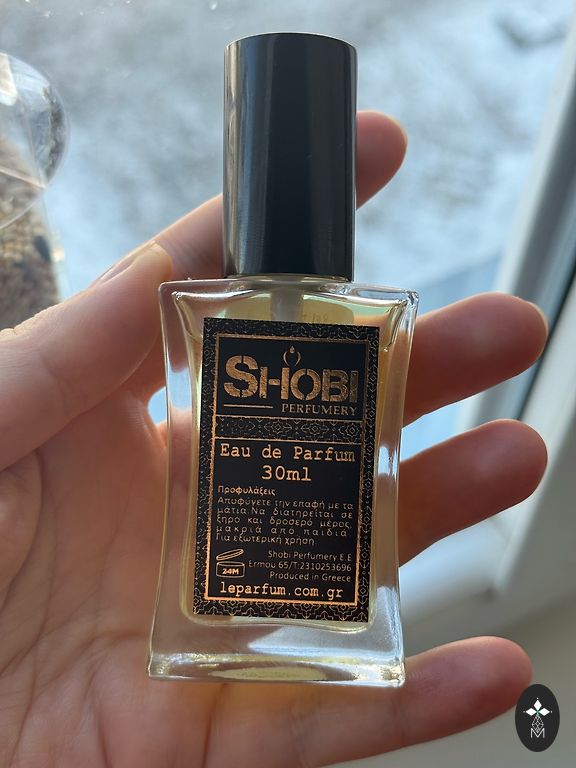 SHOBI
PERFUMERY
Eau de Parfum
30ml
Προφυλάξεις
Αποφύγετε την επαφή με τα
μάτια.Να διατηρείται σε
ξηρο και δροσερό μέρος,
μακριά από παιδιά
Για εξωτερική χρήση
Shobi Perfumery E.E
24M
Ermou 65/T:2310253696
Produced in Greece
leparfum.com.gr
M